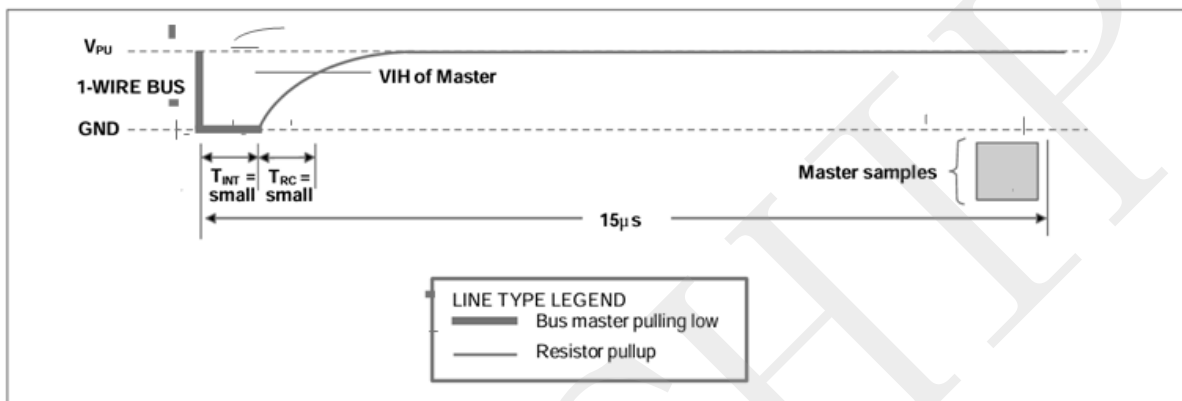 VPU
1-WIRE BUS
VIH of Master
GND
TINT = small
TRC = small
Master samples
15μs
LINE TYPE LEGEND
Bus master pulling low
Resistor pullup